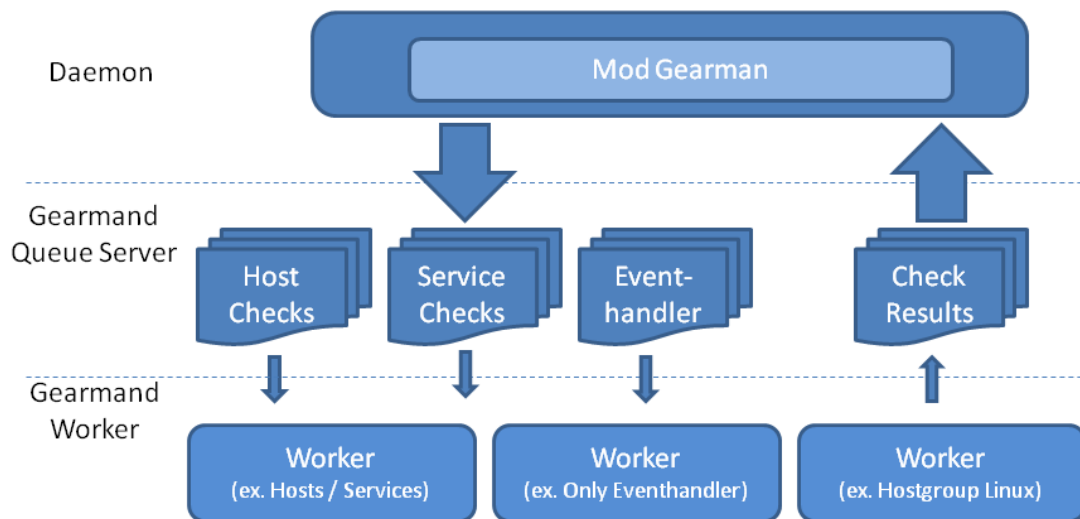 Daemon
Mod Gearman
Gearmand
Queue Server
Host
Checks
Service
Checks
Event-
handler
Check
Results
Gearmand
Worker
Worker
(ex. Hosts / Services)
Worker
(ex. Only Eventhandler)
Worker
(ex. Hostgroup Linux)